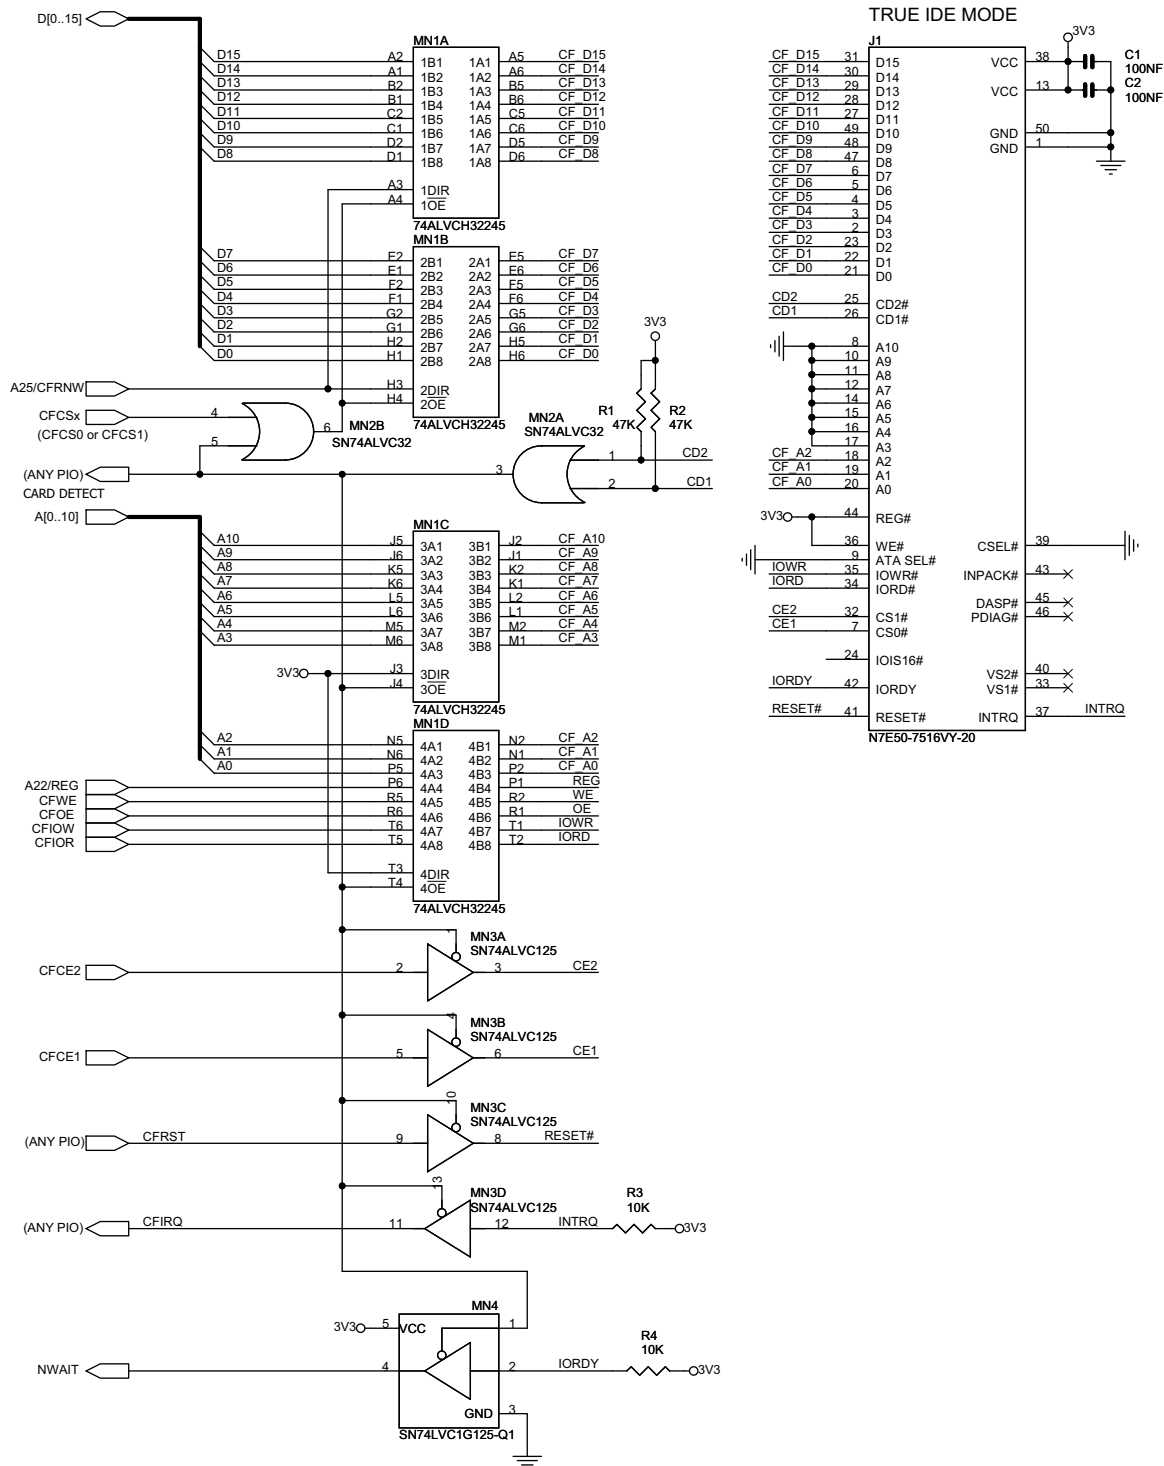 TRUE IDE MODE
D[0..15]
MN1A
D15 A2 1B1 1A1 A5 CF_D15
D14 A1 1B2 1A2 A6 CF_D14
D13 B2 1B3 1A3 B5 CF_D13
D12 B1 1B4 1A4 B6 CF_D12
D11 C2 1B5 1A5 C5 CF_D11
D10 C1 1B6 1A6 C6 CF_D10
D9 D2 1B7 1A7 D5 CF_D9
D8 D1 1B8 1A8 D6 CF_D8
A3 1DIR
A4 1OE
74ALVCH32245
MN1B
D7 E2 2B1 2A1 E5 CF_D7
D6 E1 2B2 2A2 E6 CF_D6
D5 F2 2B3 2A3 F5 CF_D5
D4 F1 2B4 2A4 F6 CF_D4
D3 G2 2B5 2A5 G5 CF_D3
D2 G1 2B6 2A6 G6 CF_D2
D1 H2 2B7 2A7 H5 CF_D1
D0 H1 2B8 2A8 H6 CF_D0
A25/CFRNW H3 2DIR
H4 2OE
74ALVCH32245
CFCSx 4
(CFCS0 or CFCS1)
5 6
MN2B
SN74ALVC32
3V3
R1
47K
R2
47K
MN2A
SN74ALVC32
1 CD2
2 CD1
3
(ANY PIO)
CARD DETECT
A[0..10]
MN1C
A10 J5 3A1 3B1 J2 CF_A10
A9 J6 3A2 3B2 J1 CF_A9
A8 K5 3A3 3B3 K2 CF_A8
A7 K6 3A4 3B4 K1 CF_A7
A6 L5 3A5 3B5 L2 CF_A6
A5 L6 3A6 3B6 L1 CF_A5
A4 M5 3A7 3B7 M2 CF_A4
A3 M6 3A8 3B8 M1 CF_A3
3V3 J3 3DIR
J4 3OE
74ALVCH32245
MN1D
A2 N5 4A1 4B1 N2 CF_A2
A1 N6 4A2 4B2 N1 CF_A1
A0 P5 4A3 4B3 P2 CF_A0
A22/REG P6 4A4 4B4 P1 REG
CFWE R5 4A5 4B5 R2 WE
CFOE R6 4A6 4B6 R1 OE
CFIOW T6 4A7 4B7 T1 IOWR
CFIOR T5 4A8 4B8 T2 IORD
T3 4DIR
T4 4OE
74ALVCH32245
1
MN3A
SN74ALVC125
CFCE2 2 3 CE2
4
MN3B
SN74ALVC125
CFCE1 5 6 CE1
10
MN3C
SN74ALVC125
(ANY PIO) CFRST 9 8 RESET#
13
MN3D
SN74ALVC125
R3
10K
(ANY PIO) CFIRQ 11 12 INTRQ 3V3
MN4
3V3 5 VCC 1
R4
10K
NWAIT 4 2 IORDY 3V3
GND 3
SN74LVC1G125-Q1
J1
3V3
CF_D15 31 D15 VCC 38
CF_D14 30 D14
CF_D13 29 D13 VCC 13
CF_D12 28 D12
CF_D11 27 D11
CF_D10 49 D10 GND 50
CF_D9 48 D9 GND 1
CF_D8 47 D8
CF_D7 6 D7
CF_D6 5 D6
CF_D5 4 D5
CF_D4 3 D4
CF_D3 2 D3
CF_D2 23 D2
CF_D1 22 D1
CF_D0 21 D0
C1
100NF
C2
100NF
CD2 25 CD2#
CD1 26 CD1#
8 A10
10 A9
11 A8
12 A7
14 A6
15 A5
16 A4
17 A3
CF_A2 18 A2
CF_A1 19 A1
CF_A0 20 A0
3V3 44 REG#
36 WE# CSEL# 39
9 ATA SEL#
IOWR 35 IOWR# INPACK# 43
IORD 34 IORD#
DASP# 45
CE2 32 CS1# PDIAG# 46
CE1 7 CS0#
24 IOIS16#
VS2# 40
IORDY 42 IORDY VS1# 33
RESET# 41 RESET# INTRQ 37 INTRQ
N7E50-7516VY-20